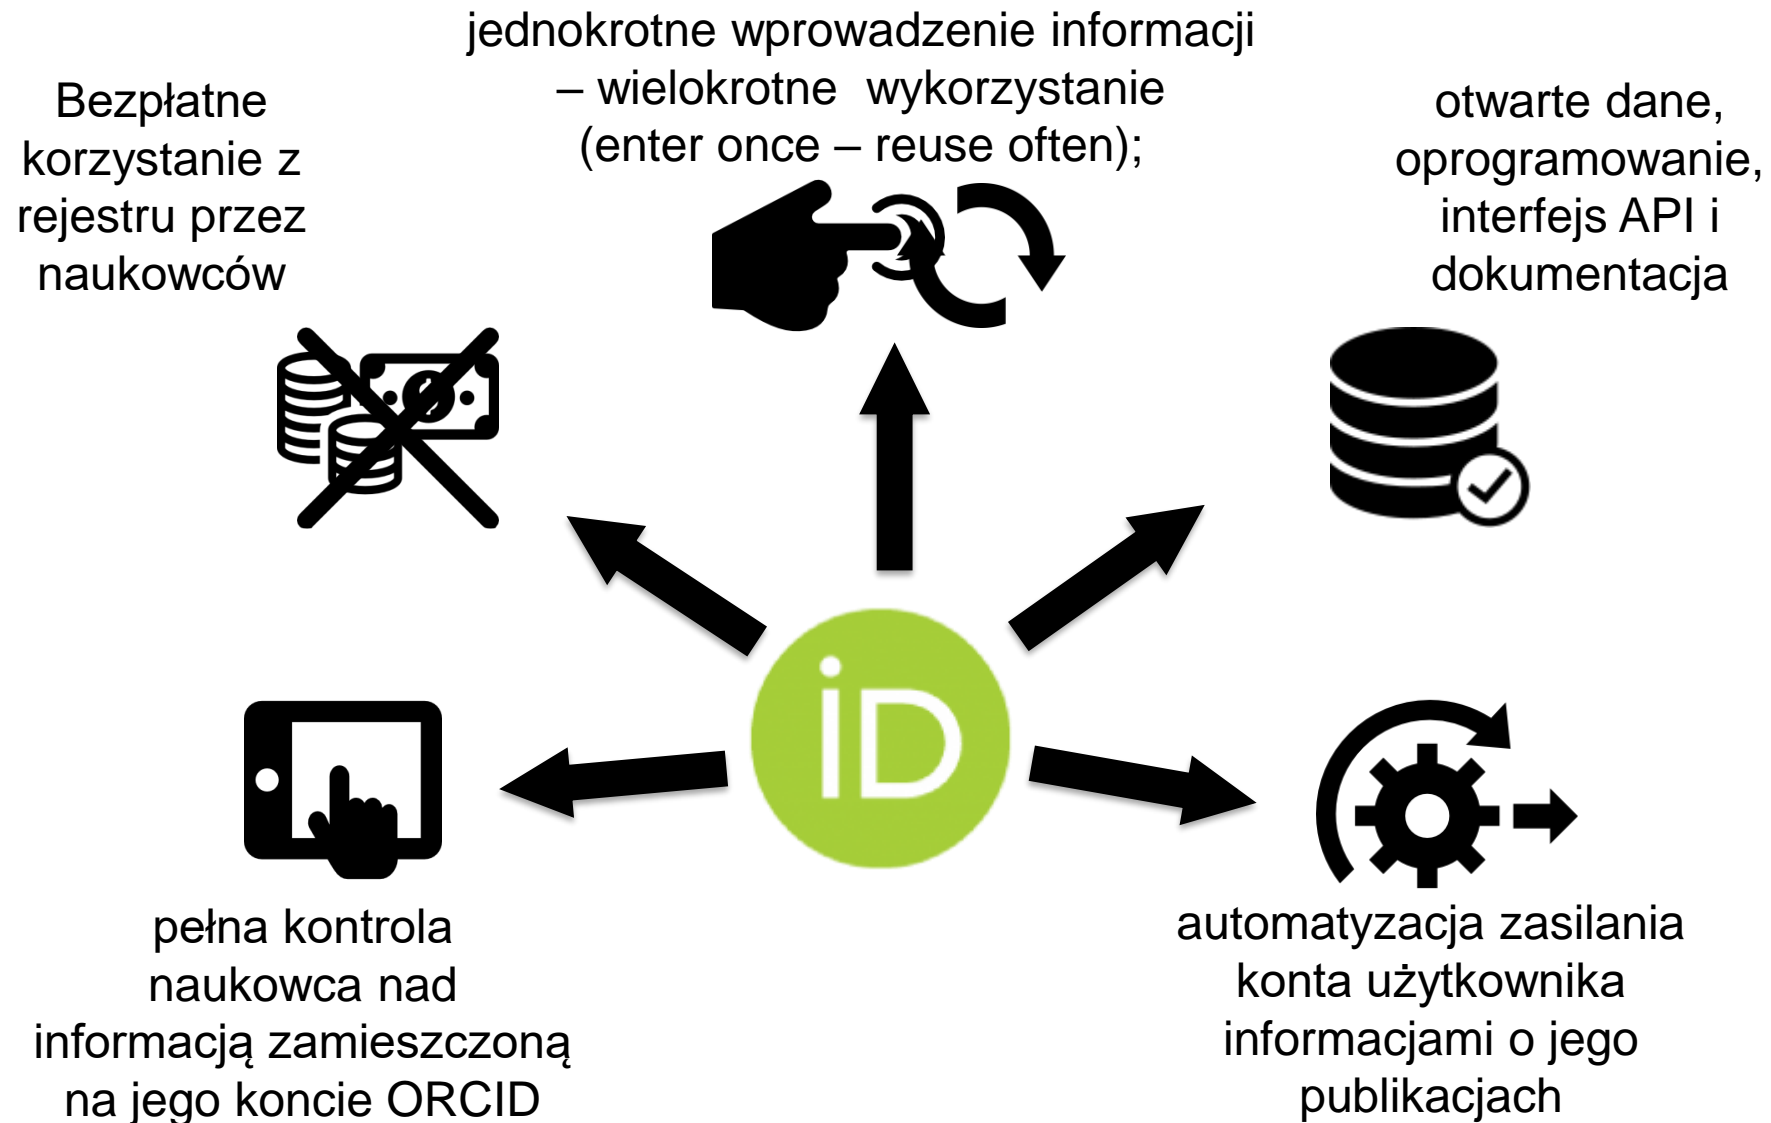 jednokrotne wprowadzenie informacji
– wielokrotne wykorzystanie
(enter once – reuse often);
Bezpłatne
korzystanie z
rejestru przez
naukowców
otwarte dane,
oprogramowanie,
interfejs API i
dokumentacja
iD
pełna kontrola
naukowca nad
informacją zamieszczoną
na jego koncie ORCID
automatyzacja zasilania
konta użytkownika
informacjami o jego
publikacjach